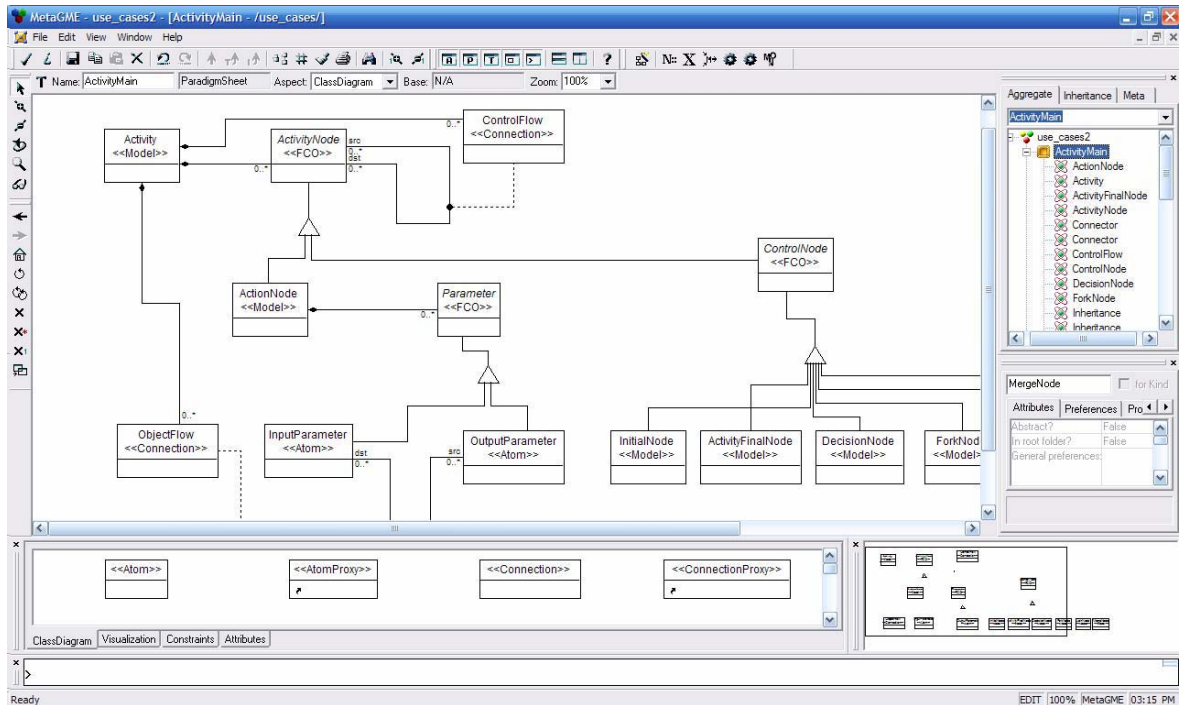 MetaGME - use_cases2 - [ActivityMain - /use_cases/]
File Edit View Window Help
Name: ActivityMain ParadigmSheet Aspect: ClassDiagram Base: N/A Zoom: 100%
Activity
<<Model>>
ActivityNode
<<FCO>>
src
0..*
dst
0..*
0..*
ControlFlow
<<Connection>>
0..*
ControlNode
<<FCO>>
ActionNode
<<Model>>
Parameter
<<FCO>>
0..*
0..*
ObjectFlow
<<Connection>>
InputParameter
<<Atom>>
dst
0..*
OutputParameter
<<Atom>>
src
0..*
InitialNode
<<Model>>
ActivityFinalNode
<<Model>>
DecisionNode
<<Model>>
ForkNod
<<Model>
Aggregate Inheritance Meta
ActivityMain
use_cases2
ActivityMain
ActionNode
Activity
ActivityFinalNode
ActivityNode
Connector
Connector
ControlFlow
ControlNode
DecisionNode
ForkNode
Inheritance
Inheritance
MergeNode for Kind
Attributes Preferences Pro
Abstract? False
In root folder? False
General preferences:
<<Atom>>
<<AtomProxy>>
<<Connection>>
<<ConnectionProxy>>
ClassDiagram Visualization Constraints Attributes
>
Ready
EDIT 100% MetaGME 03:15 PM